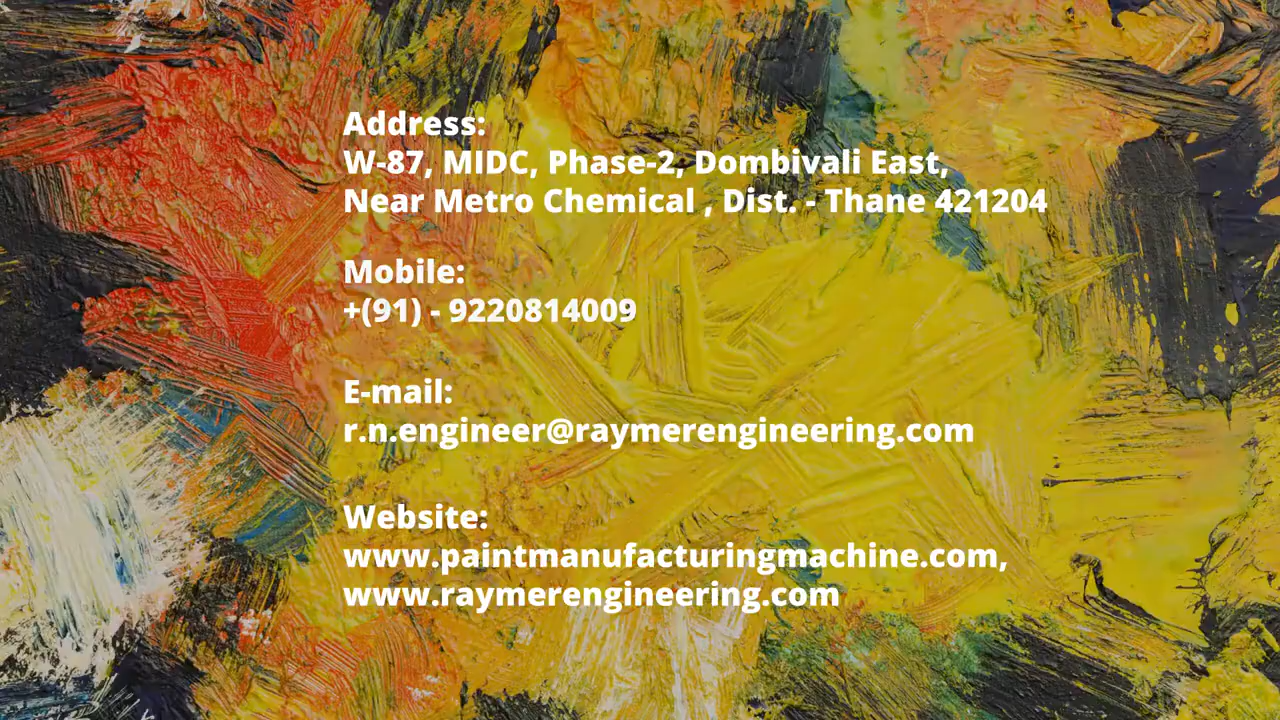 Address:
W-87, MIDC, Phase-2, Dombivali East,
Near Metro Chemical , Dist. - Thane 421204
Mobile:
+(91) - 9220814009
E-mail:
r.n.engineer@raymerengineering.com
Website:
www.paintmanufacturingmachine.com,
www.raymerengineering.com